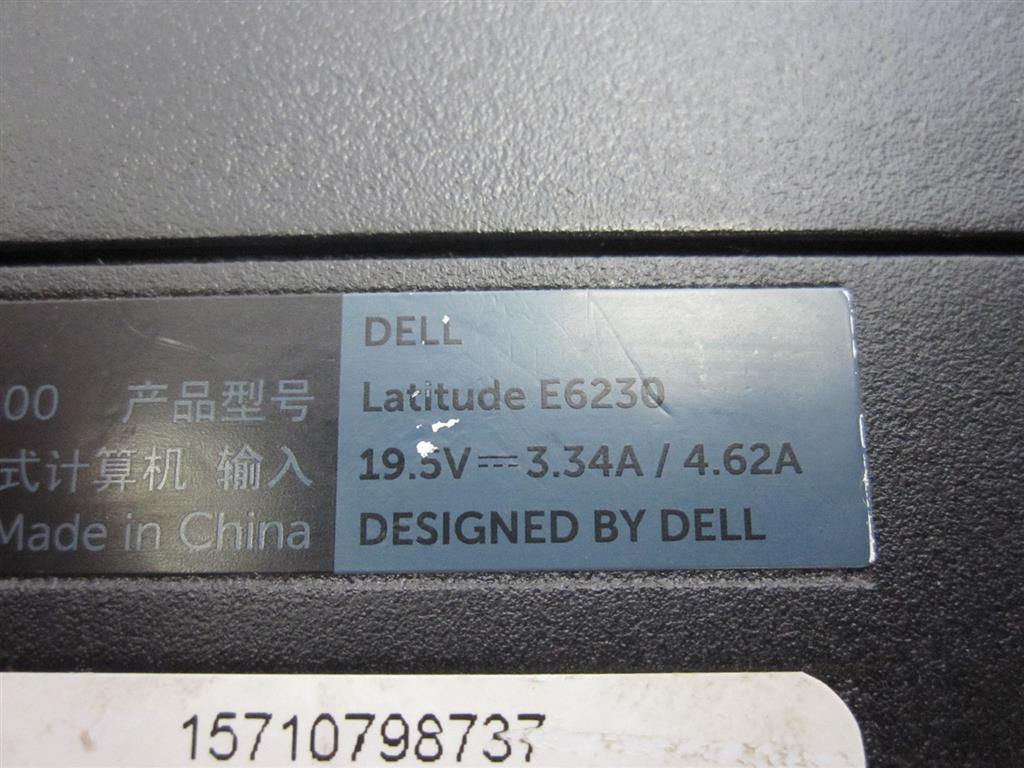 DELL
00 产品型号 Latitude E6230
式计算机 输入 19.5V⎓3.34A / 4.62A
Made in China DESIGNED BY DELL
15710798737